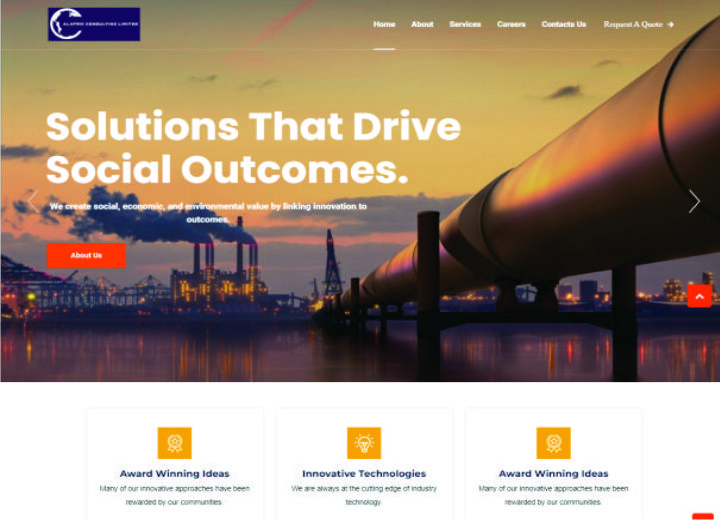 ALAFRIC CONSULTING LIMITED
Home About Services Careers Contacts Us Request A Quote
Solutions That Drive
Social Outcomes.
We create social, economic, and environmental value by linking innovation to
outcomes.
About Us
Award Winning Ideas
Many of our innovative approaches have been
rewarded by our communities
Innovative Technologies
We are always at the cutting edge of industry
technology.
Award Winning Ideas
Many of our innovative approaches have been
rewarded by our communities.